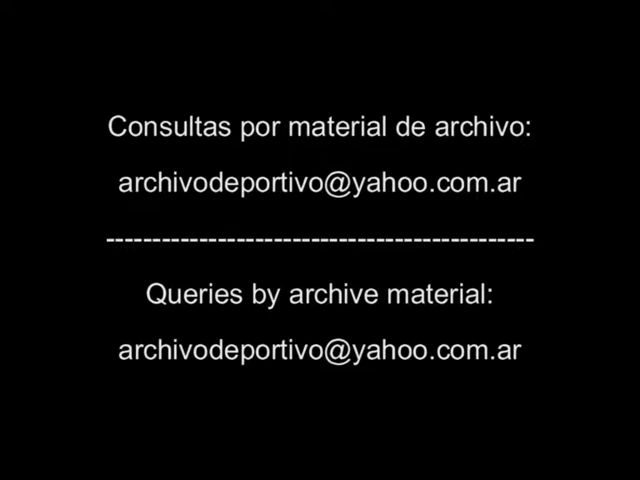 Consultas por material de archivo:
archivodeportivo@yahoo.com.ar
-----------------------------------------------
Queries by archive material:
archivodeportivo@yahoo.com.ar